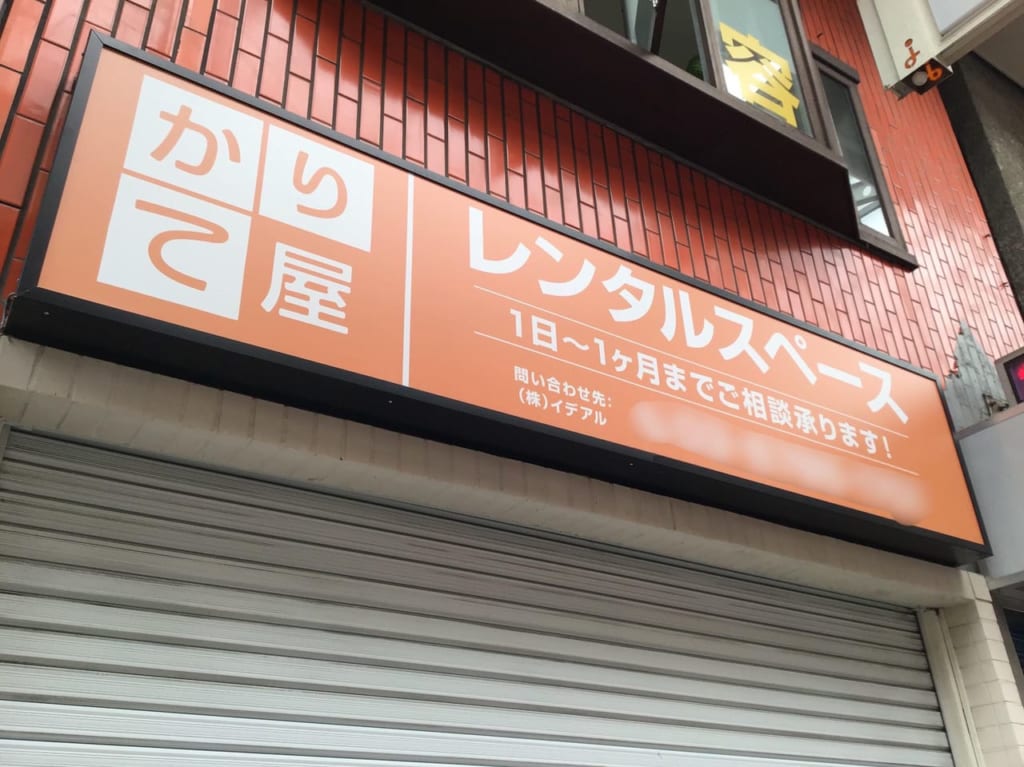 かり
て屋
レンタルスペース
1日〜1ヶ月までご相談承ります!
問い合わせ先:
(株)イデアル
容